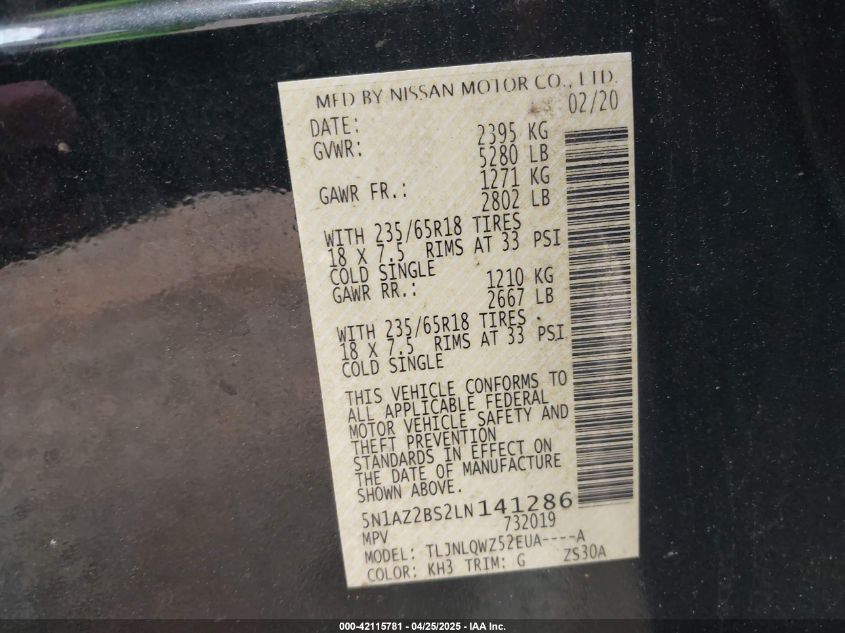 MFD BY NISSAN MOTOR CO., LTD.
DATE: 02/20
GVWR: 2395 KG
5280 LB
GAWR FR.: 1271 KG
2802 LB
WITH 235/65R18 TIRES
18 X 7.5 RIMS AT 33 PSI
COLD SINGLE
GAWR RR.: 1210 KG
2667 LB
WITH 235/65R18 TIRES
18 X 7.5 RIMS AT 33 PSI
COLD SINGLE
THIS VEHICLE CONFORMS TO
ALL APPLICABLE FEDERAL
MOTOR VEHICLE SAFETY AND
THEFT PREVENTION
STANDARDS IN EFFECT ON
THE DATE OF MANUFACTURE
SHOWN ABOVE.
5N1AZ2BS2LN141286
MPV 732019
MODEL: TLJNLQWZ52EUA----A
COLOR: KH3 TRIM: G ZS30A
000-42115781 - 04/25/2025 - IAA Inc.